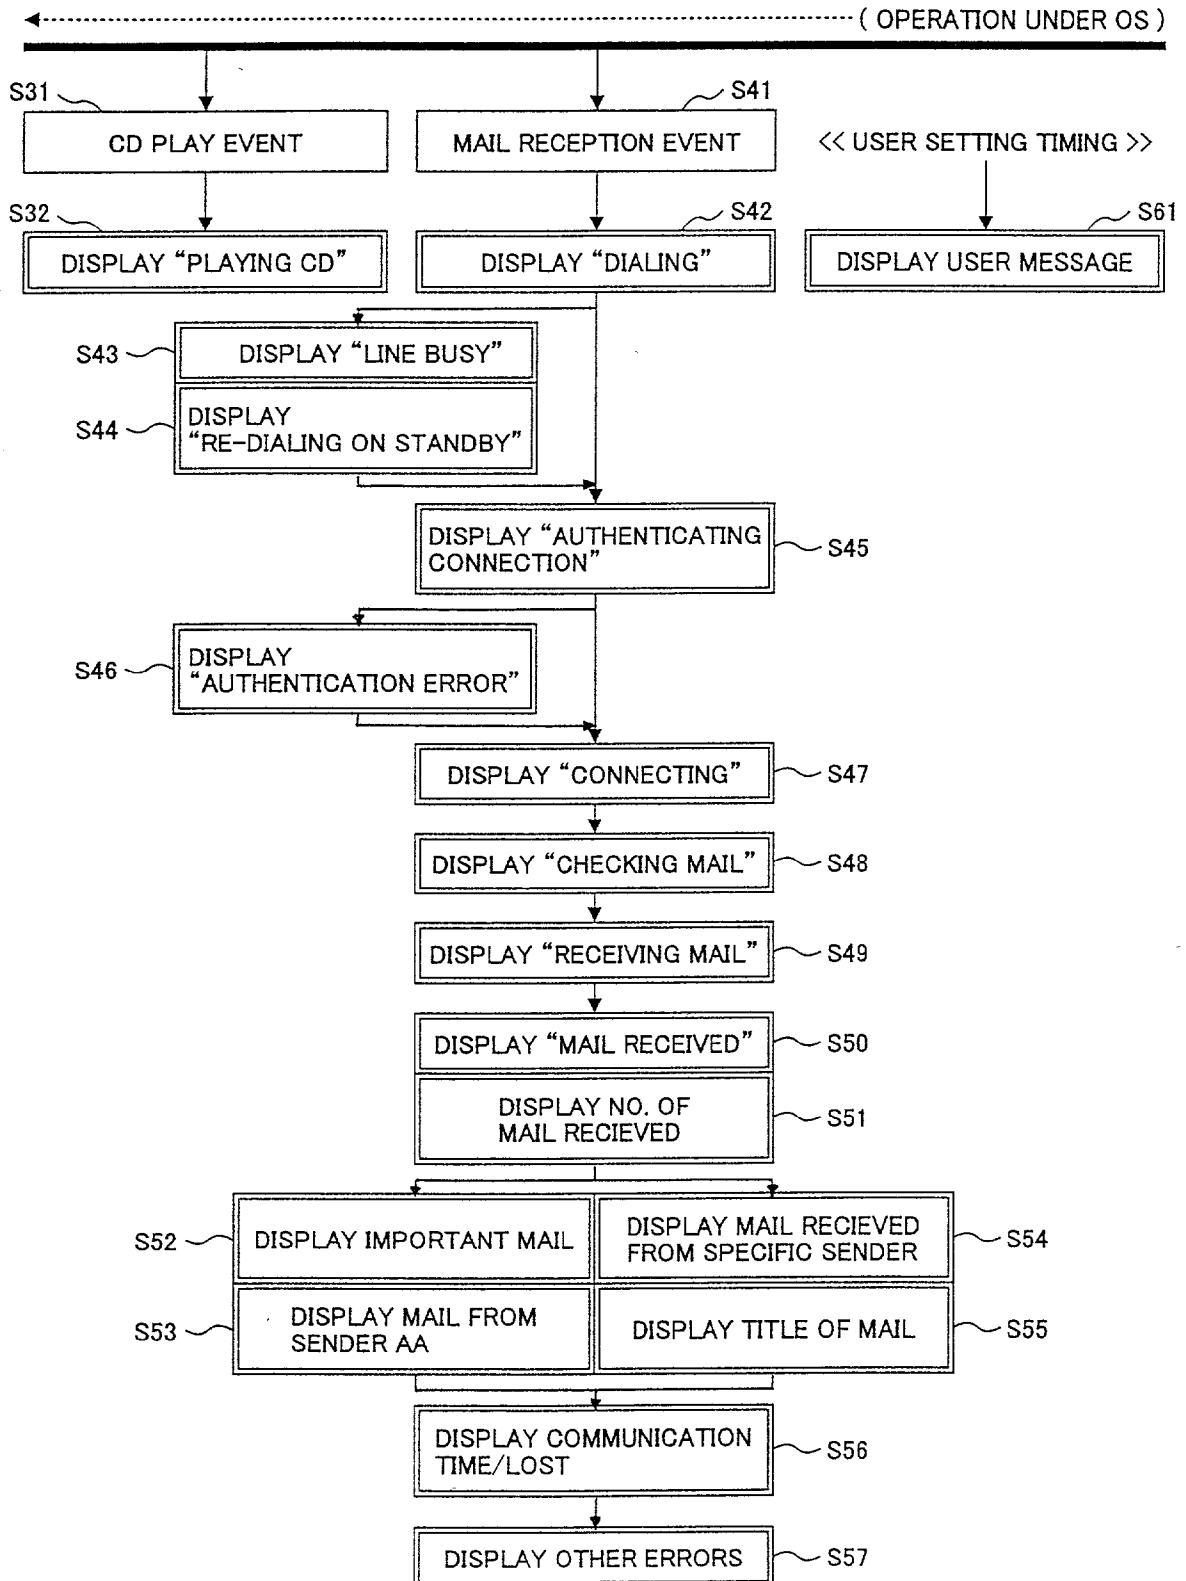 ( OPERATION UNDER OS )
S31
CD PLAY EVENT
S41
MAIL RECEPTION EVENT
<< USER SETTING TIMING >>
S32
DISPLAY “PLAYING CD”
S42
DISPLAY “DIALING”
S61
DISPLAY USER MESSAGE
S43
DISPLAY “LINE BUSY”
S44
DISPLAY
“RE-DIALING ON STANDBY”
DISPLAY “AUTHENTICATING
CONNECTION”
S45
S46
DISPLAY
“AUTHENTICATION ERROR”
DISPLAY “CONNECTING”
S47
DISPLAY “CHECKING MAIL”
S48
DISPLAY “RECEIVING MAIL”
S49
DISPLAY “MAIL RECEIVED”
S50
DISPLAY NO. OF
MAIL RECIEVED
S51
S52
DISPLAY IMPORTANT MAIL
DISPLAY MAIL RECIEVED
FROM SPECIFIC SENDER
S54
S53
DISPLAY MAIL FROM
SENDER AA
DISPLAY TITLE OF MAIL
S55
DISPLAY COMMUNICATION
TIME/LOST
S56
DISPLAY OTHER ERRORS
S57